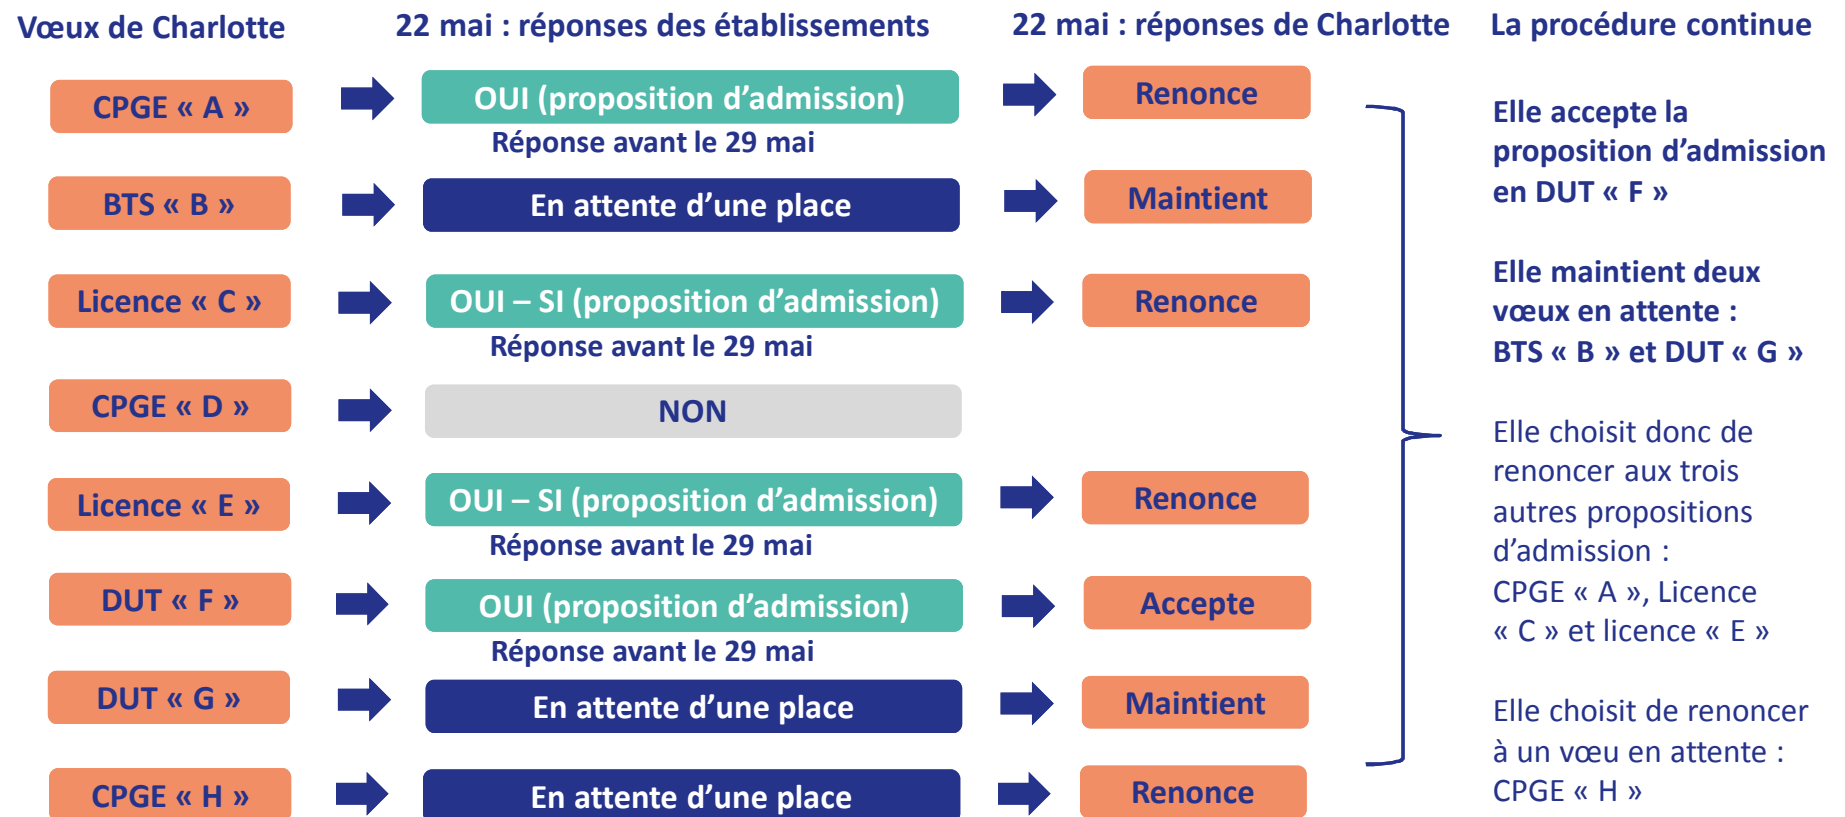 Vœux de Charlotte
22 mai : réponses des établissements
22 mai : réponses de Charlotte
La procédure continue
CPGE « A »
OUI (proposition d’admission)
Réponse avant le 29 mai
Renonce
BTS « B »
En attente d’une place
Maintient
Licence « C »
OUI – SI (proposition d’admission)
Réponse avant le 29 mai
Renonce
CPGE « D »
NON
Licence « E »
OUI – SI (proposition d’admission)
Réponse avant le 29 mai
Renonce
DUT « F »
OUI (proposition d’admission)
Réponse avant le 29 mai
Accepte
DUT « G »
En attente d’une place
Maintient
CPGE « H »
En attente d’une place
Renonce
Elle accepte la
proposition d’admission
en DUT « F »
Elle maintient deux
vœux en attente :
BTS « B » et DUT « G »
Elle choisit donc de
renoncer aux trois
autres propositions
d’admission :
CPGE « A », Licence
« C » et licence « E »
Elle choisit de renoncer
à un vœu en attente :
CPGE « H »